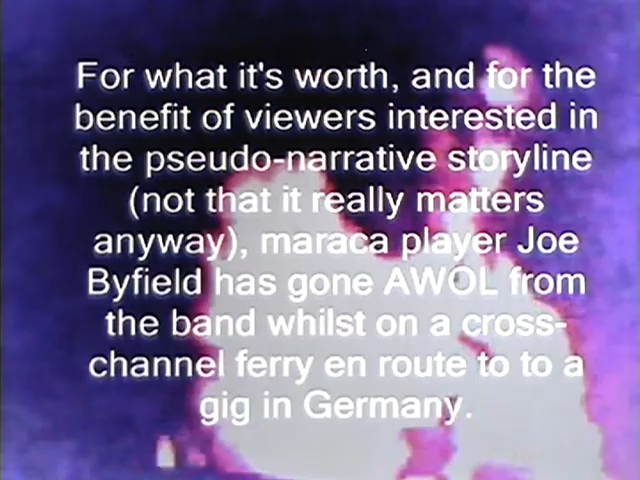 For what it's worth, and for the
benefit of viewers interested in
the pseudo-narrative storyline
(not that it really matters
anyway), maraca player Joe
Byfield has gone AWOL from
the band whilst on a cross-
channel ferry en route to to a
gig in Germany.